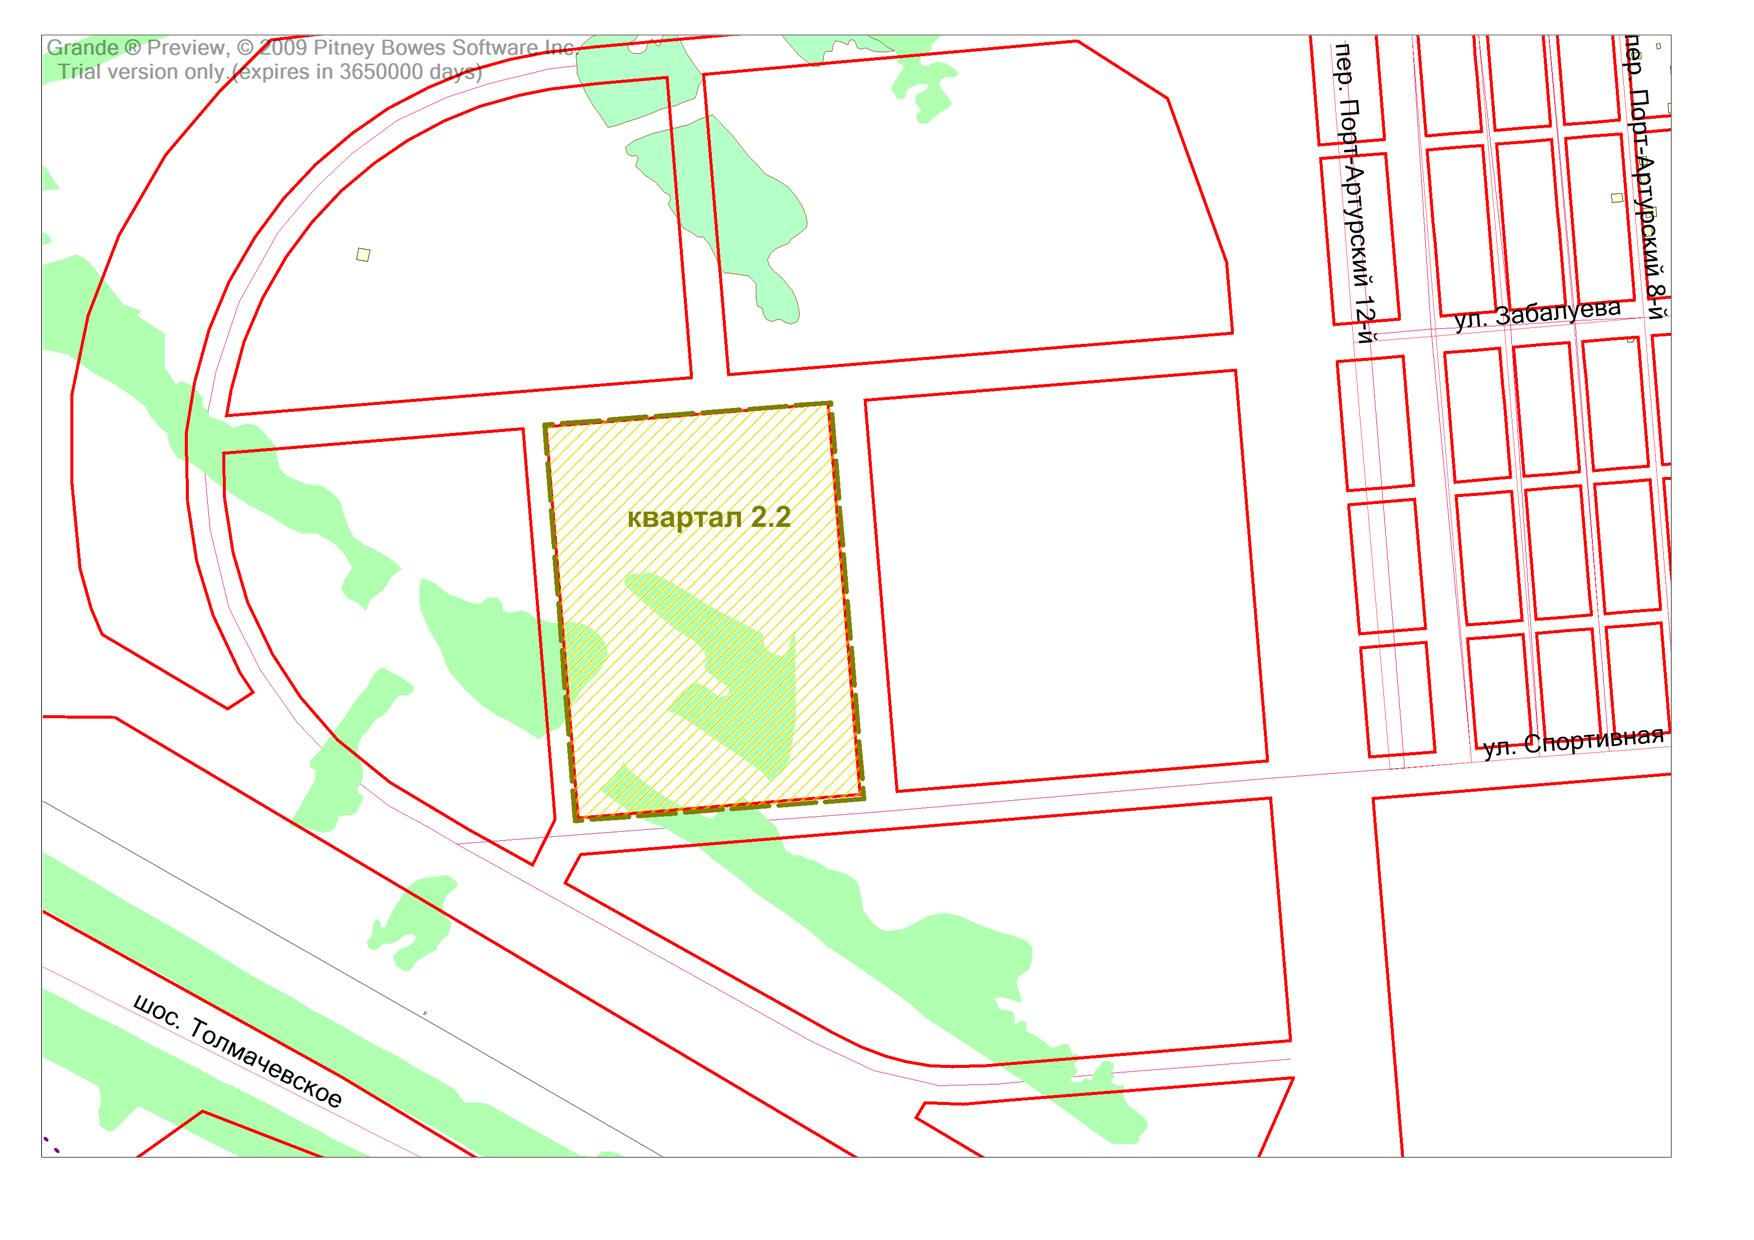 Grande ® Preview, © 2009 Pitney Bowes Software Inc.
Trial version only.(expires in 3650000 days)
пер. Порт-Артурский 12-й
пер. Порт-Артурский 8-й
ул. Забалуева
квартал 2.2
ул. Спортивная
шос. Толмачевское